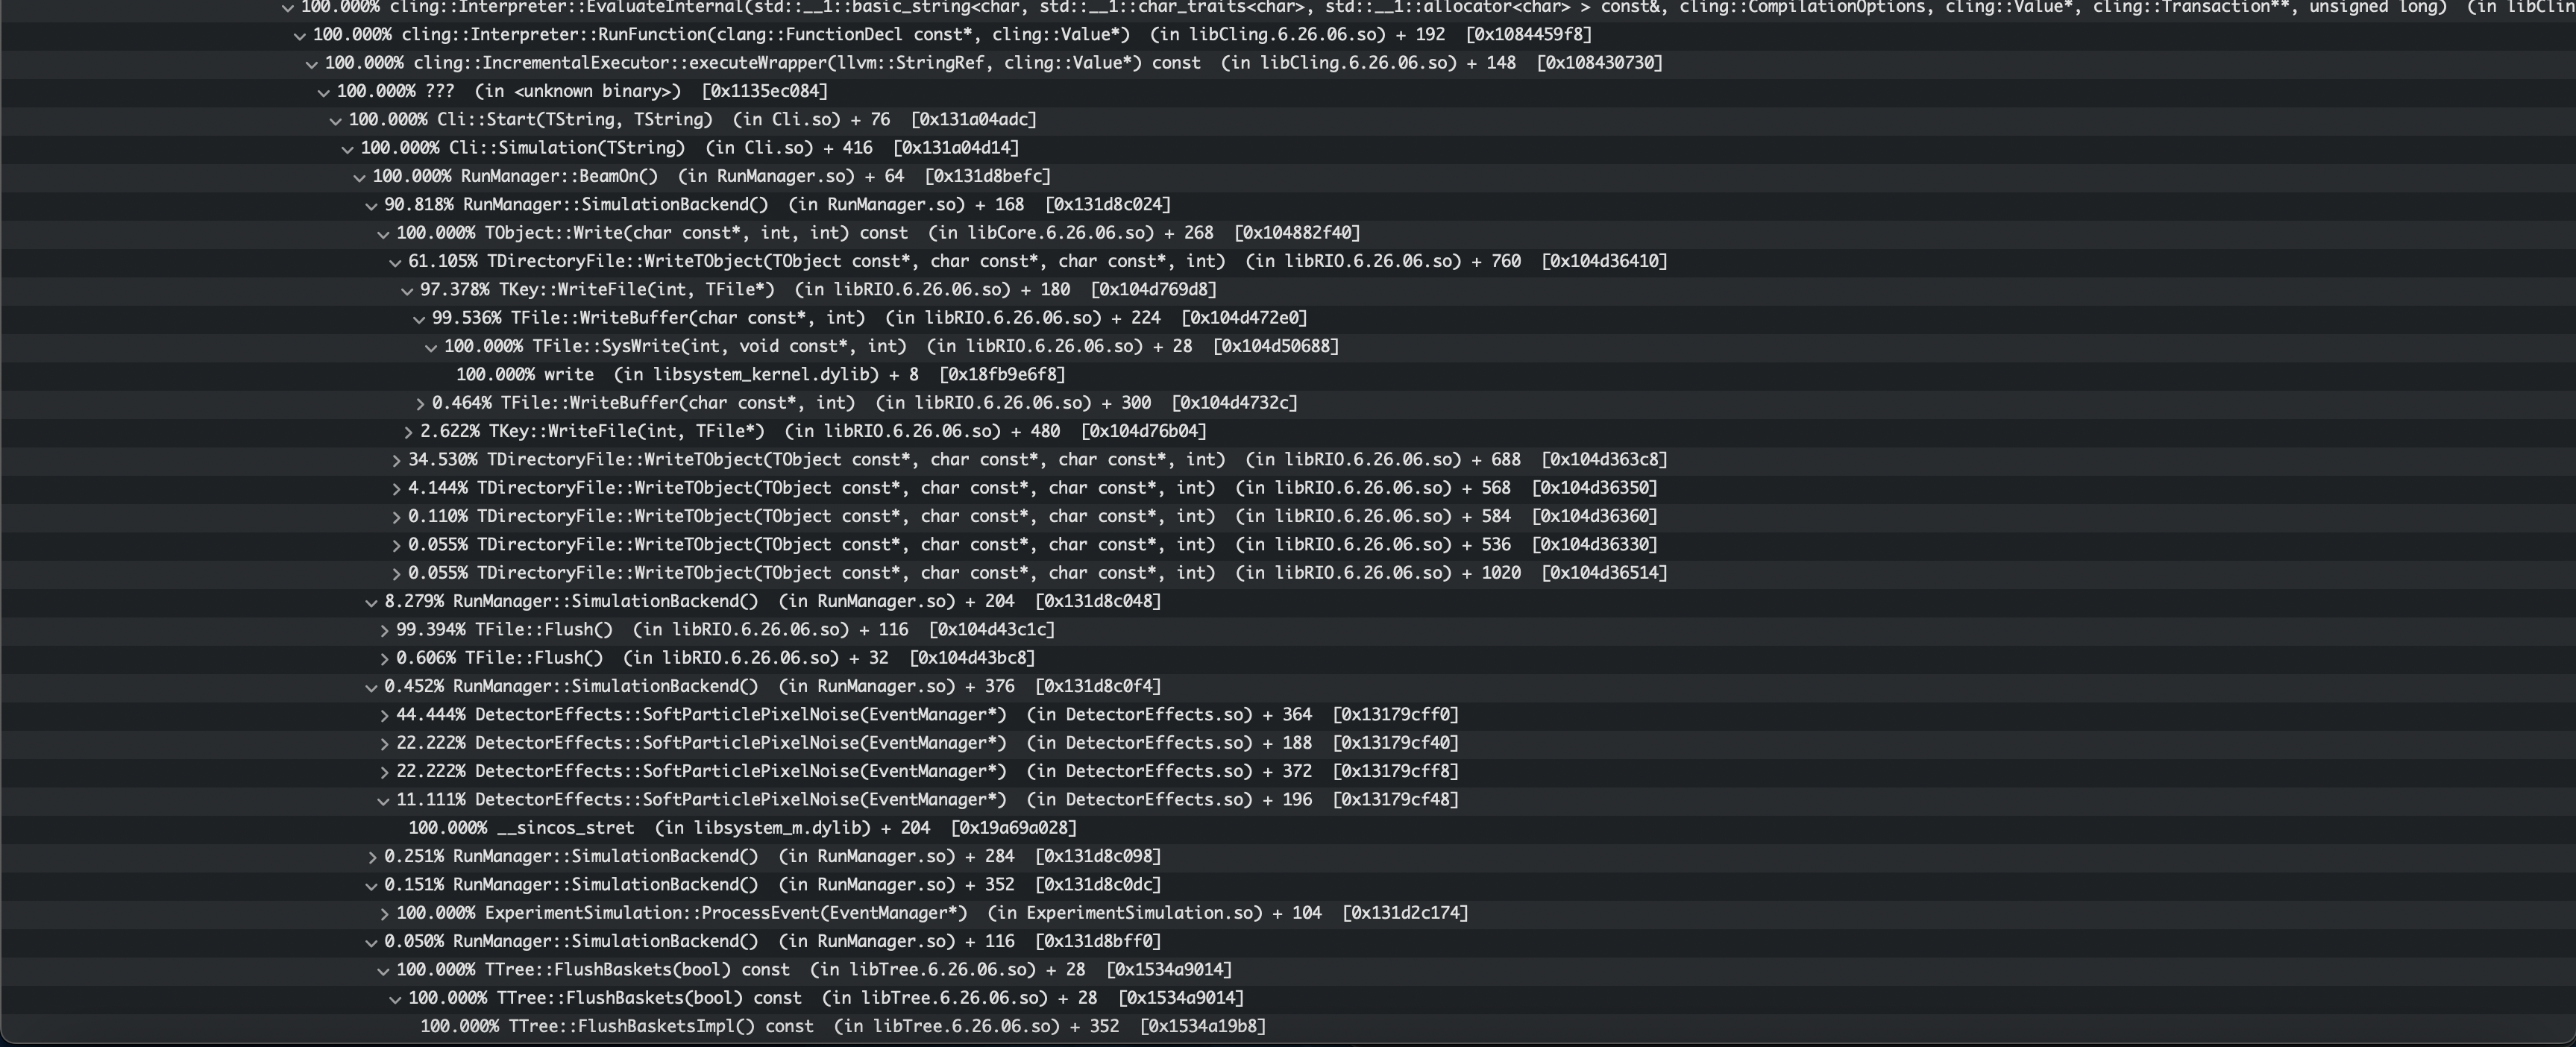 100.000% cling::Interpreter::EvaluateInternal(std::__1::basic_string<char, std::__1::char_traits<char>, std::__1::allocator<char> > const&, cling::CompilationOptions, cling::Value*, cling::Transaction**, unsigned long) (in libClin
100.000% cling::Interpreter::RunFunction(clang::FunctionDecl const*, cling::Value*) (in libCling.6.26.06.so) + 192 [0x1084459f8]
100.000% cling::IncrementalExecutor::executeWrapper(llvm::StringRef, cling::Value*) const (in libCling.6.26.06.so) + 148 [0x108430730]
100.000% ??? (in <unknown binary>) [0x1135ec084]
100.000% Cli::Start(TString, TString) (in Cli.so) + 76 [0x131a04adc]
100.000% Cli::Simulation(TString) (in Cli.so) + 416 [0x131a04d14]
100.000% RunManager::BeamOn() (in RunManager.so) + 64 [0x131d8befc]
90.818% RunManager::SimulationBackend() (in RunManager.so) + 168 [0x131d8c024]
100.000% TObject::Write(char const*, int, int) const (in libCore.6.26.06.so) + 268 [0x104882f40]
61.105% TDirectoryFile::WriteTObject(TObject const*, char const*, char const*, int) (in libRIO.6.26.06.so) + 760 [0x104d36410]
97.378% TKey::WriteFile(int, TFile*) (in libRIO.6.26.06.so) + 180 [0x104d769d8]
99.536% TFile::WriteBuffer(char const*, int) (in libRIO.6.26.06.so) + 224 [0x104d472e0]
100.000% TFile::SysWrite(int, void const*, int) (in libRIO.6.26.06.so) + 28 [0x104d50688]
100.000% write (in libsystem_kernel.dylib) + 8 [0x18fb9e6f8]
0.464% TFile::WriteBuffer(char const*, int) (in libRIO.6.26.06.so) + 300 [0x104d4732c]
2.622% TKey::WriteFile(int, TFile*) (in libRIO.6.26.06.so) + 480 [0x104d76b04]
34.530% TDirectoryFile::WriteTObject(TObject const*, char const*, char const*, int) (in libRIO.6.26.06.so) + 688 [0x104d363c8]
4.144% TDirectoryFile::WriteTObject(TObject const*, char const*, char const*, int) (in libRIO.6.26.06.so) + 568 [0x104d36350]
0.110% TDirectoryFile::WriteTObject(TObject const*, char const*, char const*, int) (in libRIO.6.26.06.so) + 584 [0x104d36360]
0.055% TDirectoryFile::WriteTObject(TObject const*, char const*, char const*, int) (in libRIO.6.26.06.so) + 536 [0x104d36330]
0.055% TDirectoryFile::WriteTObject(TObject const*, char const*, char const*, int) (in libRIO.6.26.06.so) + 1020 [0x104d36514]
8.279% RunManager::SimulationBackend() (in RunManager.so) + 204 [0x131d8c048]
99.394% TFile::Flush() (in libRIO.6.26.06.so) + 116 [0x104d43c1c]
0.606% TFile::Flush() (in libRIO.6.26.06.so) + 32 [0x104d43bc8]
0.452% RunManager::SimulationBackend() (in RunManager.so) + 376 [0x131d8c0f4]
44.444% DetectorEffects::SoftParticlePixelNoise(EventManager*) (in DetectorEffects.so) + 364 [0x13179cff0]
22.222% DetectorEffects::SoftParticlePixelNoise(EventManager*) (in DetectorEffects.so) + 188 [0x13179cf40]
22.222% DetectorEffects::SoftParticlePixelNoise(EventManager*) (in DetectorEffects.so) + 372 [0x13179cff8]
11.111% DetectorEffects::SoftParticlePixelNoise(EventManager*) (in DetectorEffects.so) + 196 [0x13179cf48]
100.000% __sincos_stret (in libsystem_m.dylib) + 204 [0x19a69a028]
0.251% RunManager::SimulationBackend() (in RunManager.so) + 284 [0x131d8c098]
0.151% RunManager::SimulationBackend() (in RunManager.so) + 352 [0x131d8c0dc]
100.000% ExperimentSimulation::ProcessEvent(EventManager*) (in ExperimentSimulation.so) + 104 [0x131d2c174]
0.050% RunManager::SimulationBackend() (in RunManager.so) + 116 [0x131d8bff0]
100.000% TTree::FlushBaskets(bool) const (in libTree.6.26.06.so) + 28 [0x1534a9014]
100.000% TTree::FlushBaskets(bool) const (in libTree.6.26.06.so) + 28 [0x1534a9014]
100.000% TTree::FlushBasketsImpl() const (in libTree.6.26.06.so) + 352 [0x1534a19b8]